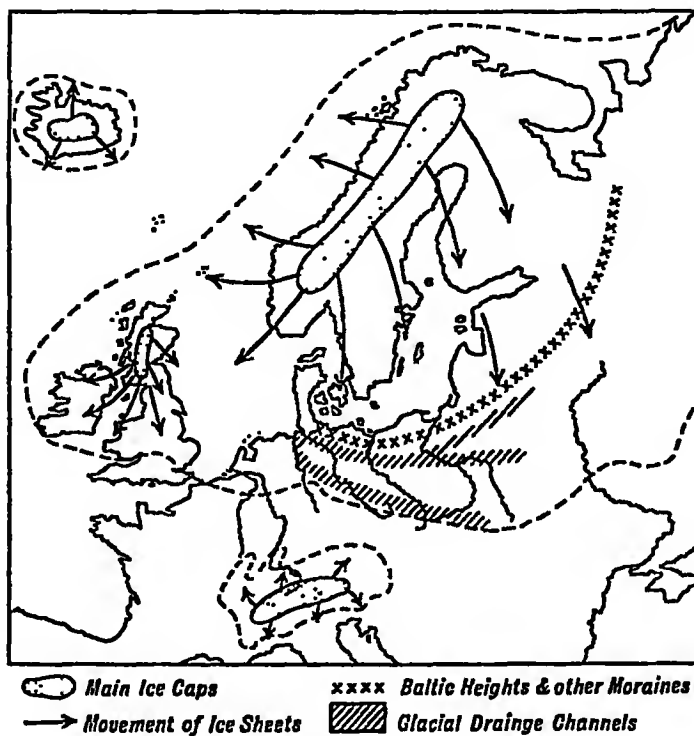 Main Ice Caps
xxxx Baltic Heights & other Moraines
Movement of Ice Sheets
Glacial Drainge Channels